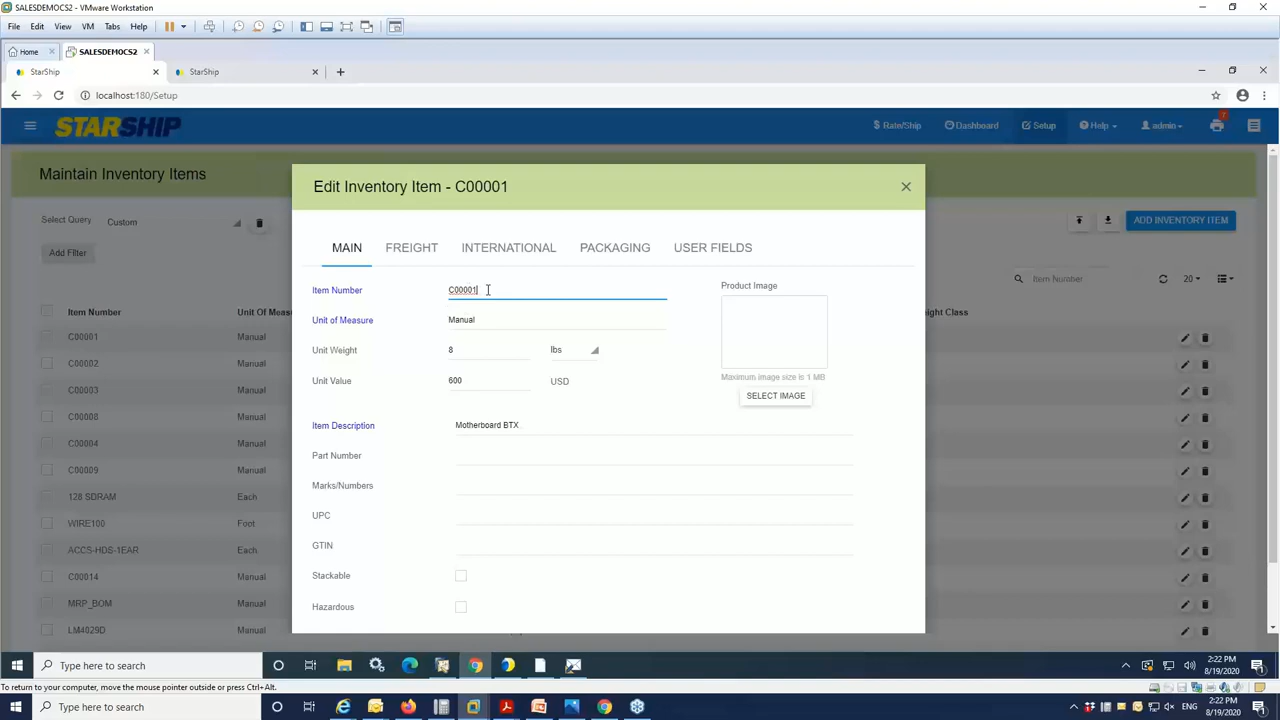 SALESDEMOCS2 - VMware Workstation
File Edit View VM Tabs Help
Home SALESDEMOCS2
StarShip StarShip
localhost:180/Setup
STARSHIP Rate/Ship Dashboard Setup Help admin 7
Maintain Inventory Items
Select Query Custom ADD INVENTORY ITEM
Add Filter
Item Number 20
Item Number Unit Of Meas
C00001 Manual
C00002 Manual
C00003 Manual
C00008 Manual
C00004 Manual
C00009 Manual
128 SDRAM Each
WIRE100 Foot
ACCS-HDS-1EAR Each
C00014 Manual
MRP_BOM Manual
LM4029D Manual
eight Class
Edit Inventory Item - C00001
MAIN FREIGHT INTERNATIONAL PACKAGING USER FIELDS
Item Number C00001
Unit of Measure Manual
Unit Weight 8 lbs
Unit Value 600 USD
Item Description Motherboard BTX
Part Number
Marks/Numbers
UPC
GTIN
Stackable
Hazardous
Product Image
Maximum image size is 1 MB
SELECT IMAGE
Type here to search 2:22 PM
8/19/2020
To return to your computer, move the mouse pointer outside or press Ctrl+Alt.
Type here to search 2:22 PM
8/19/2020